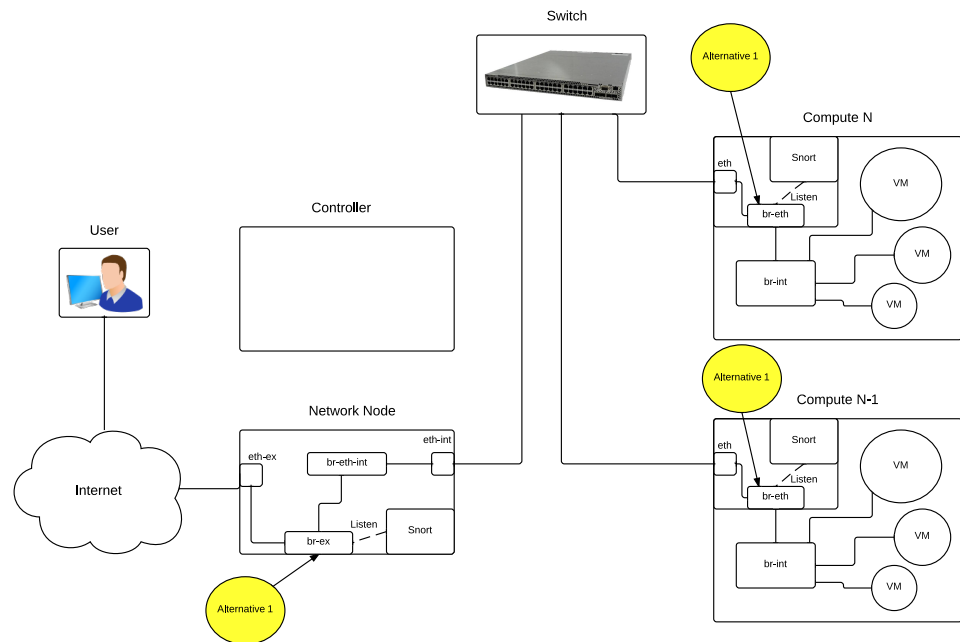 Switch
Alternative 1
Compute N
eth
Snort
VM
Listen
br-eth
VM
br-int
VM
Controller
User
Alternative 1
Compute N-1
Network Node
eth
Snort
eth-int
eth-ex
br-eth-int
VM
Listen
Internet
br-eth
Listen
Snort
br-ex
VM
br-int
VM
Alternative 1